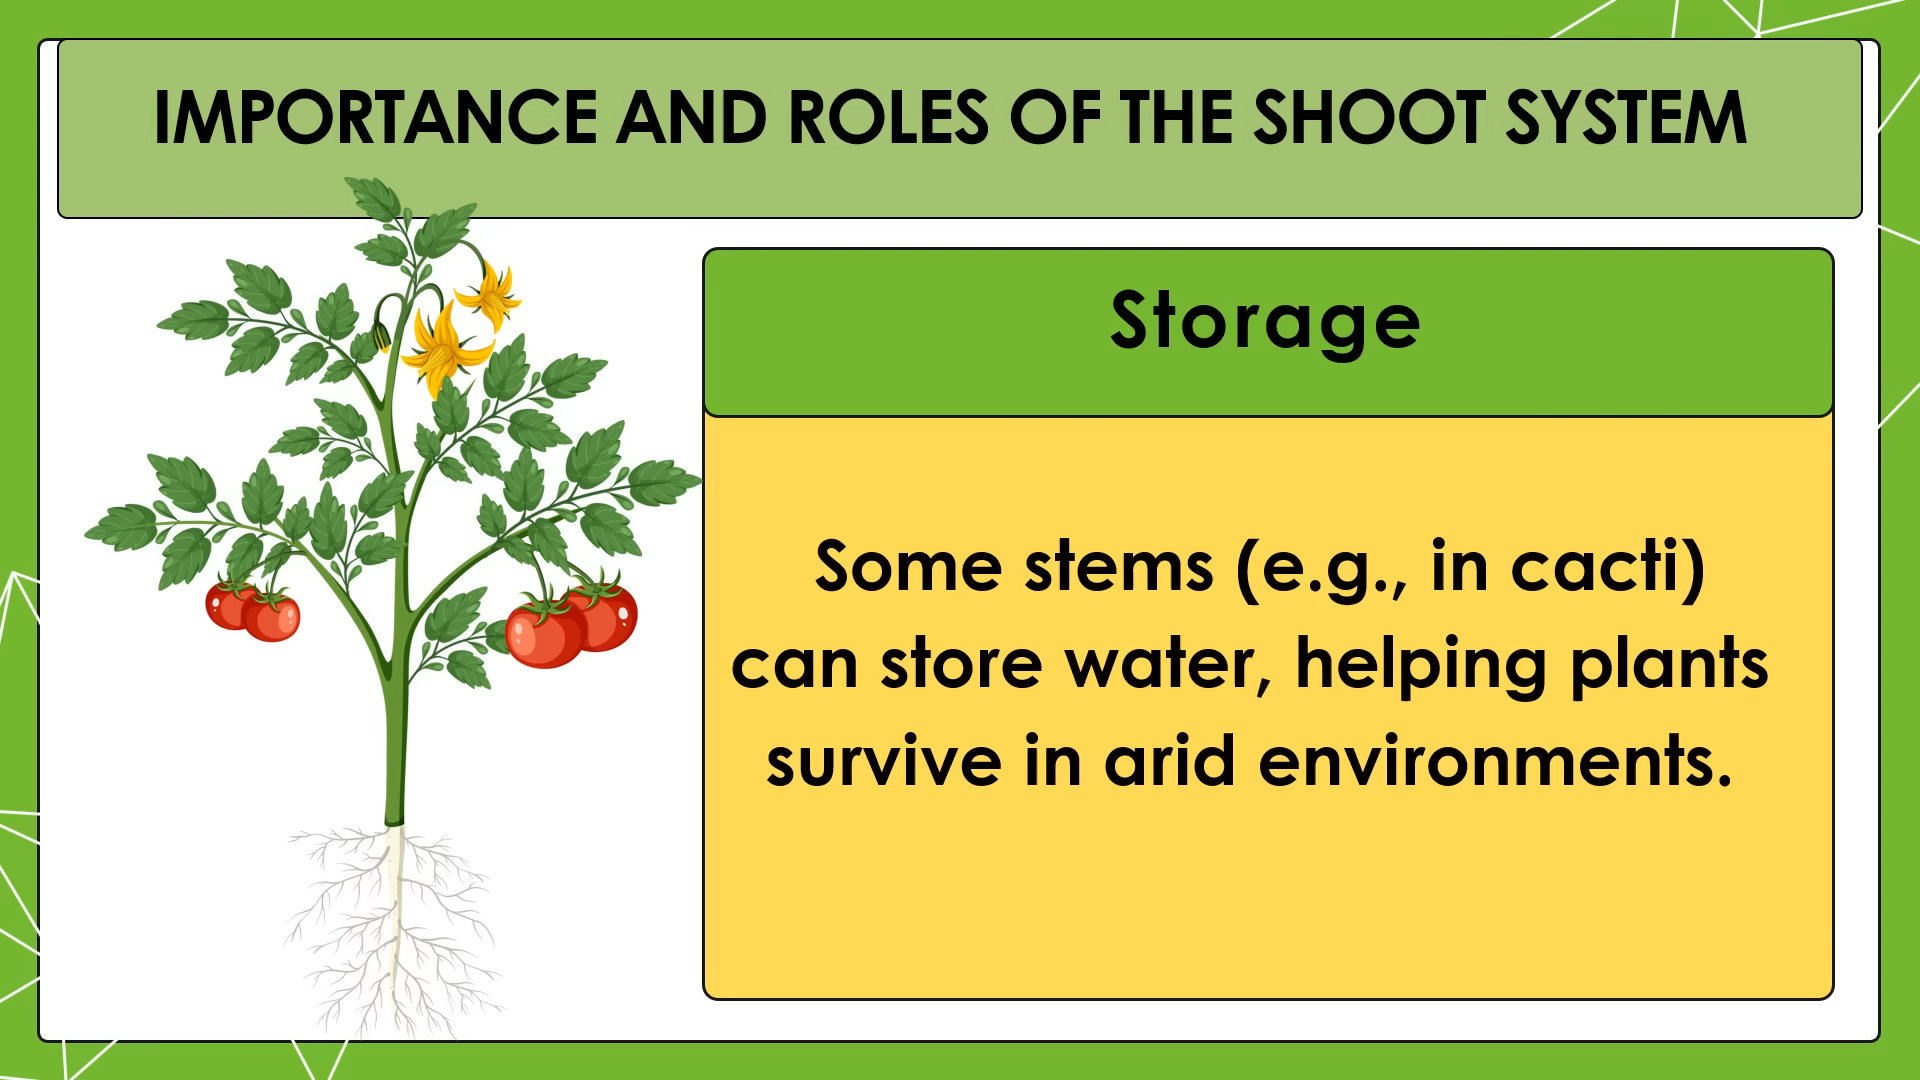 IMPORTANCE AND ROLES OF THE SHOOT SYSTEM
Storage
Some stems (e.g., in cacti)
can store water, helping plants
survive in arid environments.